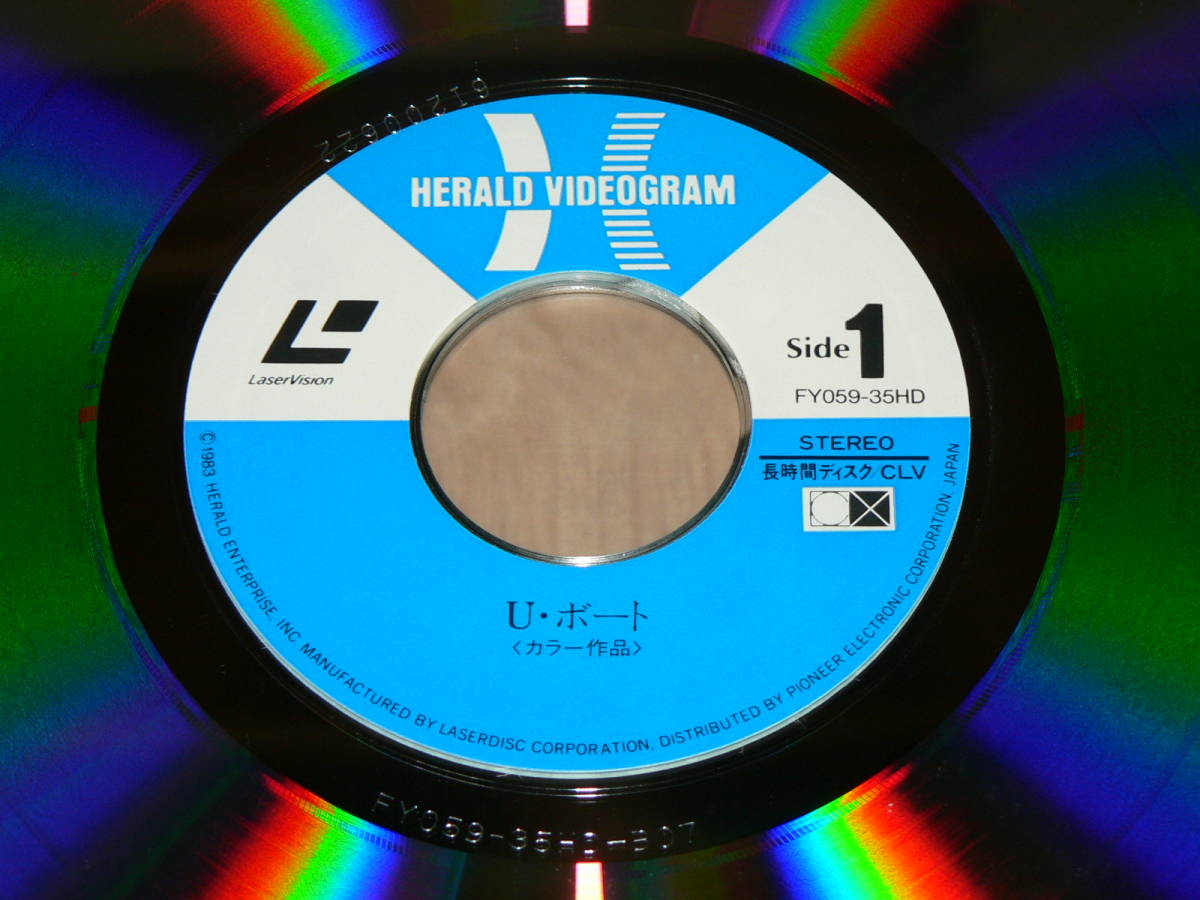 61200622
HERALD VIDEOGRAM
LaserVision
Side 1
FY059-35HD
STEREO
長時間ディスク/CLV
U・ボート
〈カラー作品〉
©1983 HERALD ENTERPRISE, INC. MANUFACTURED BY LASERDISC CORPORATION, DISTRIBUTED BY PIONEER ELECTRONIC CORPORATION, JAPAN